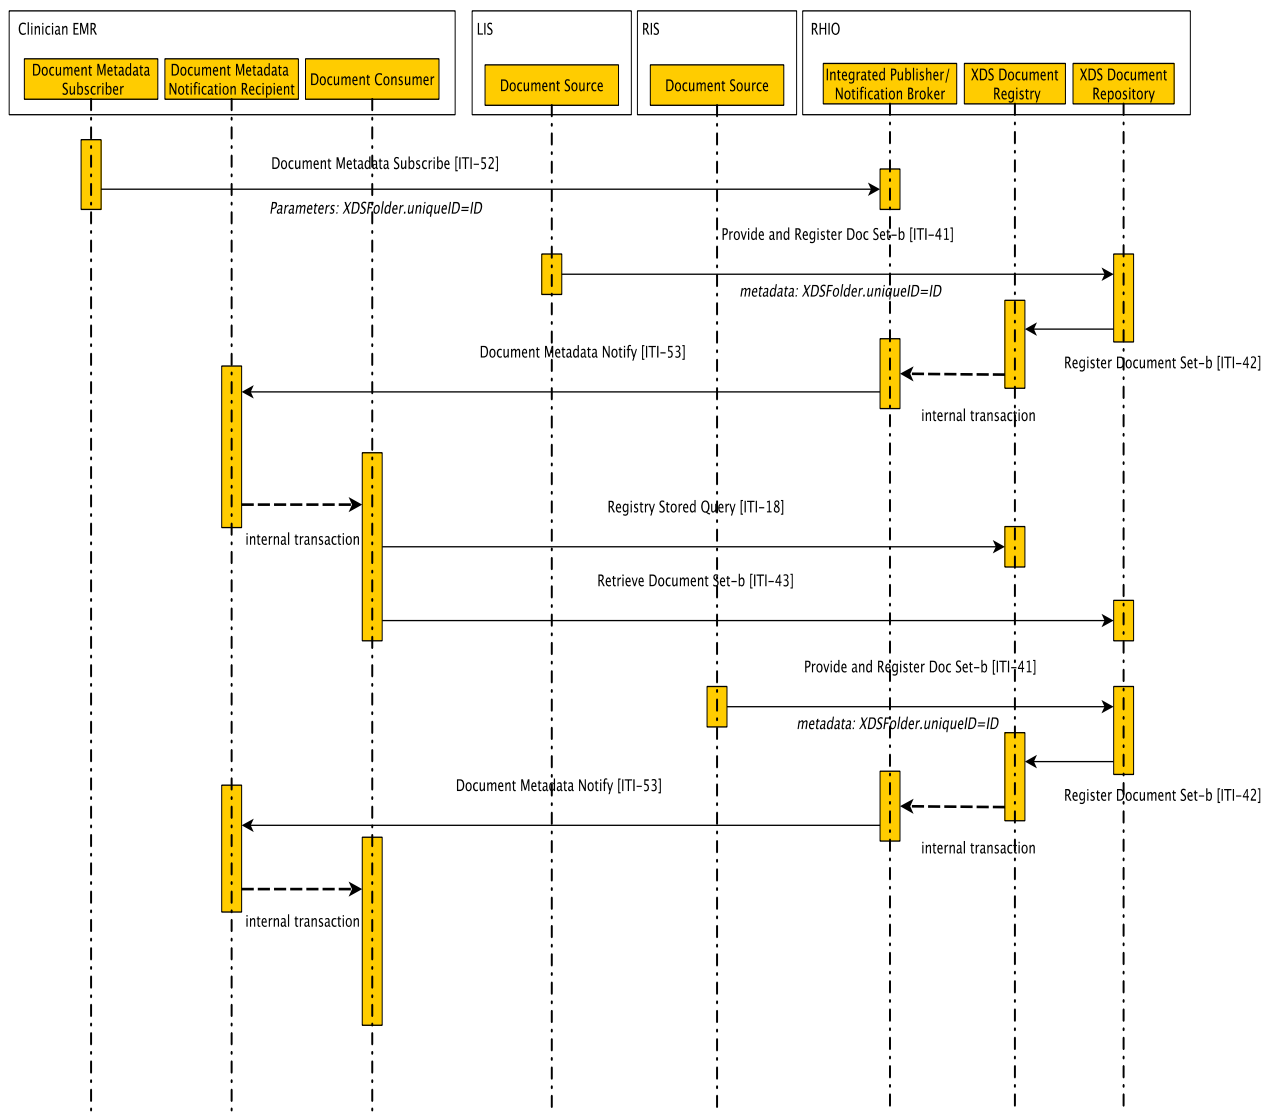 Clinician EMR
LIS
RIS
RHIO
Document Metadata
Subscriber
Document Metadata
Notification Recipient
Document Consumer
Document Source
Document Source
Integrated Publisher/
Notification Broker
XDS Document
Registry
XDS Document
Repository
Document Metadata Subscribe [ITI-52]
Parameters: XDSFolder.uniqueID=ID
Provide and Register Doc Set-b [ITI-41]
metadata: XDSFolder.uniqueID=ID
Document Metadata Notify [ITI-53]
Register Document Set-b [ITI-42]
internal transaction
Registry Stored Query [ITI-18]
internal transaction
Retrieve Document Set-b [ITI-43]
Provide and Register Doc Set-b [ITI-41]
metadata: XDSFolder.uniqueID=ID
Document Metadata Notify [ITI-53]
Register Document Set-b [ITI-42]
internal transaction
internal transaction